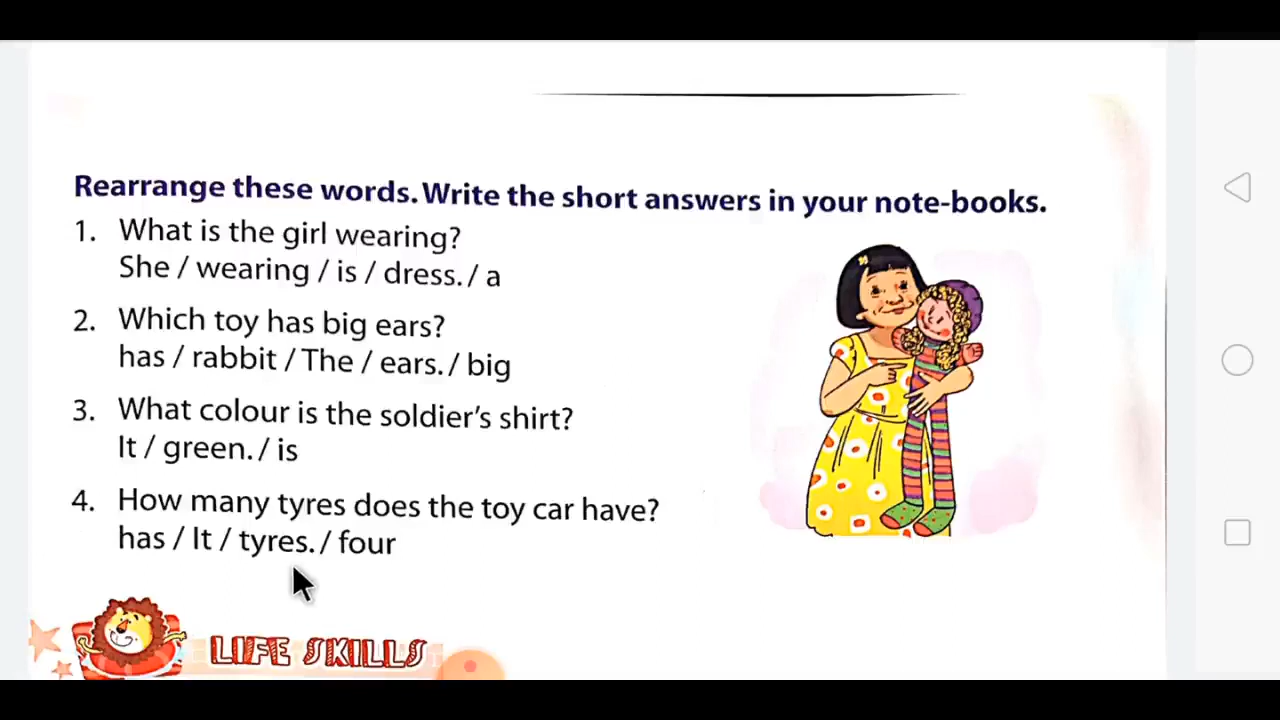 Rearrange these words. Write the short answers in your note-books.
1. What is the girl wearing?
She / wearing / is / dress. / a
2. Which toy has big ears?
has / rabbit / The / ears. / big
3. What colour is the soldier's shirt?
It / green. / is
4. How many tyres does the toy car have?
has / It / tyres. / four
LIFE SKILLS